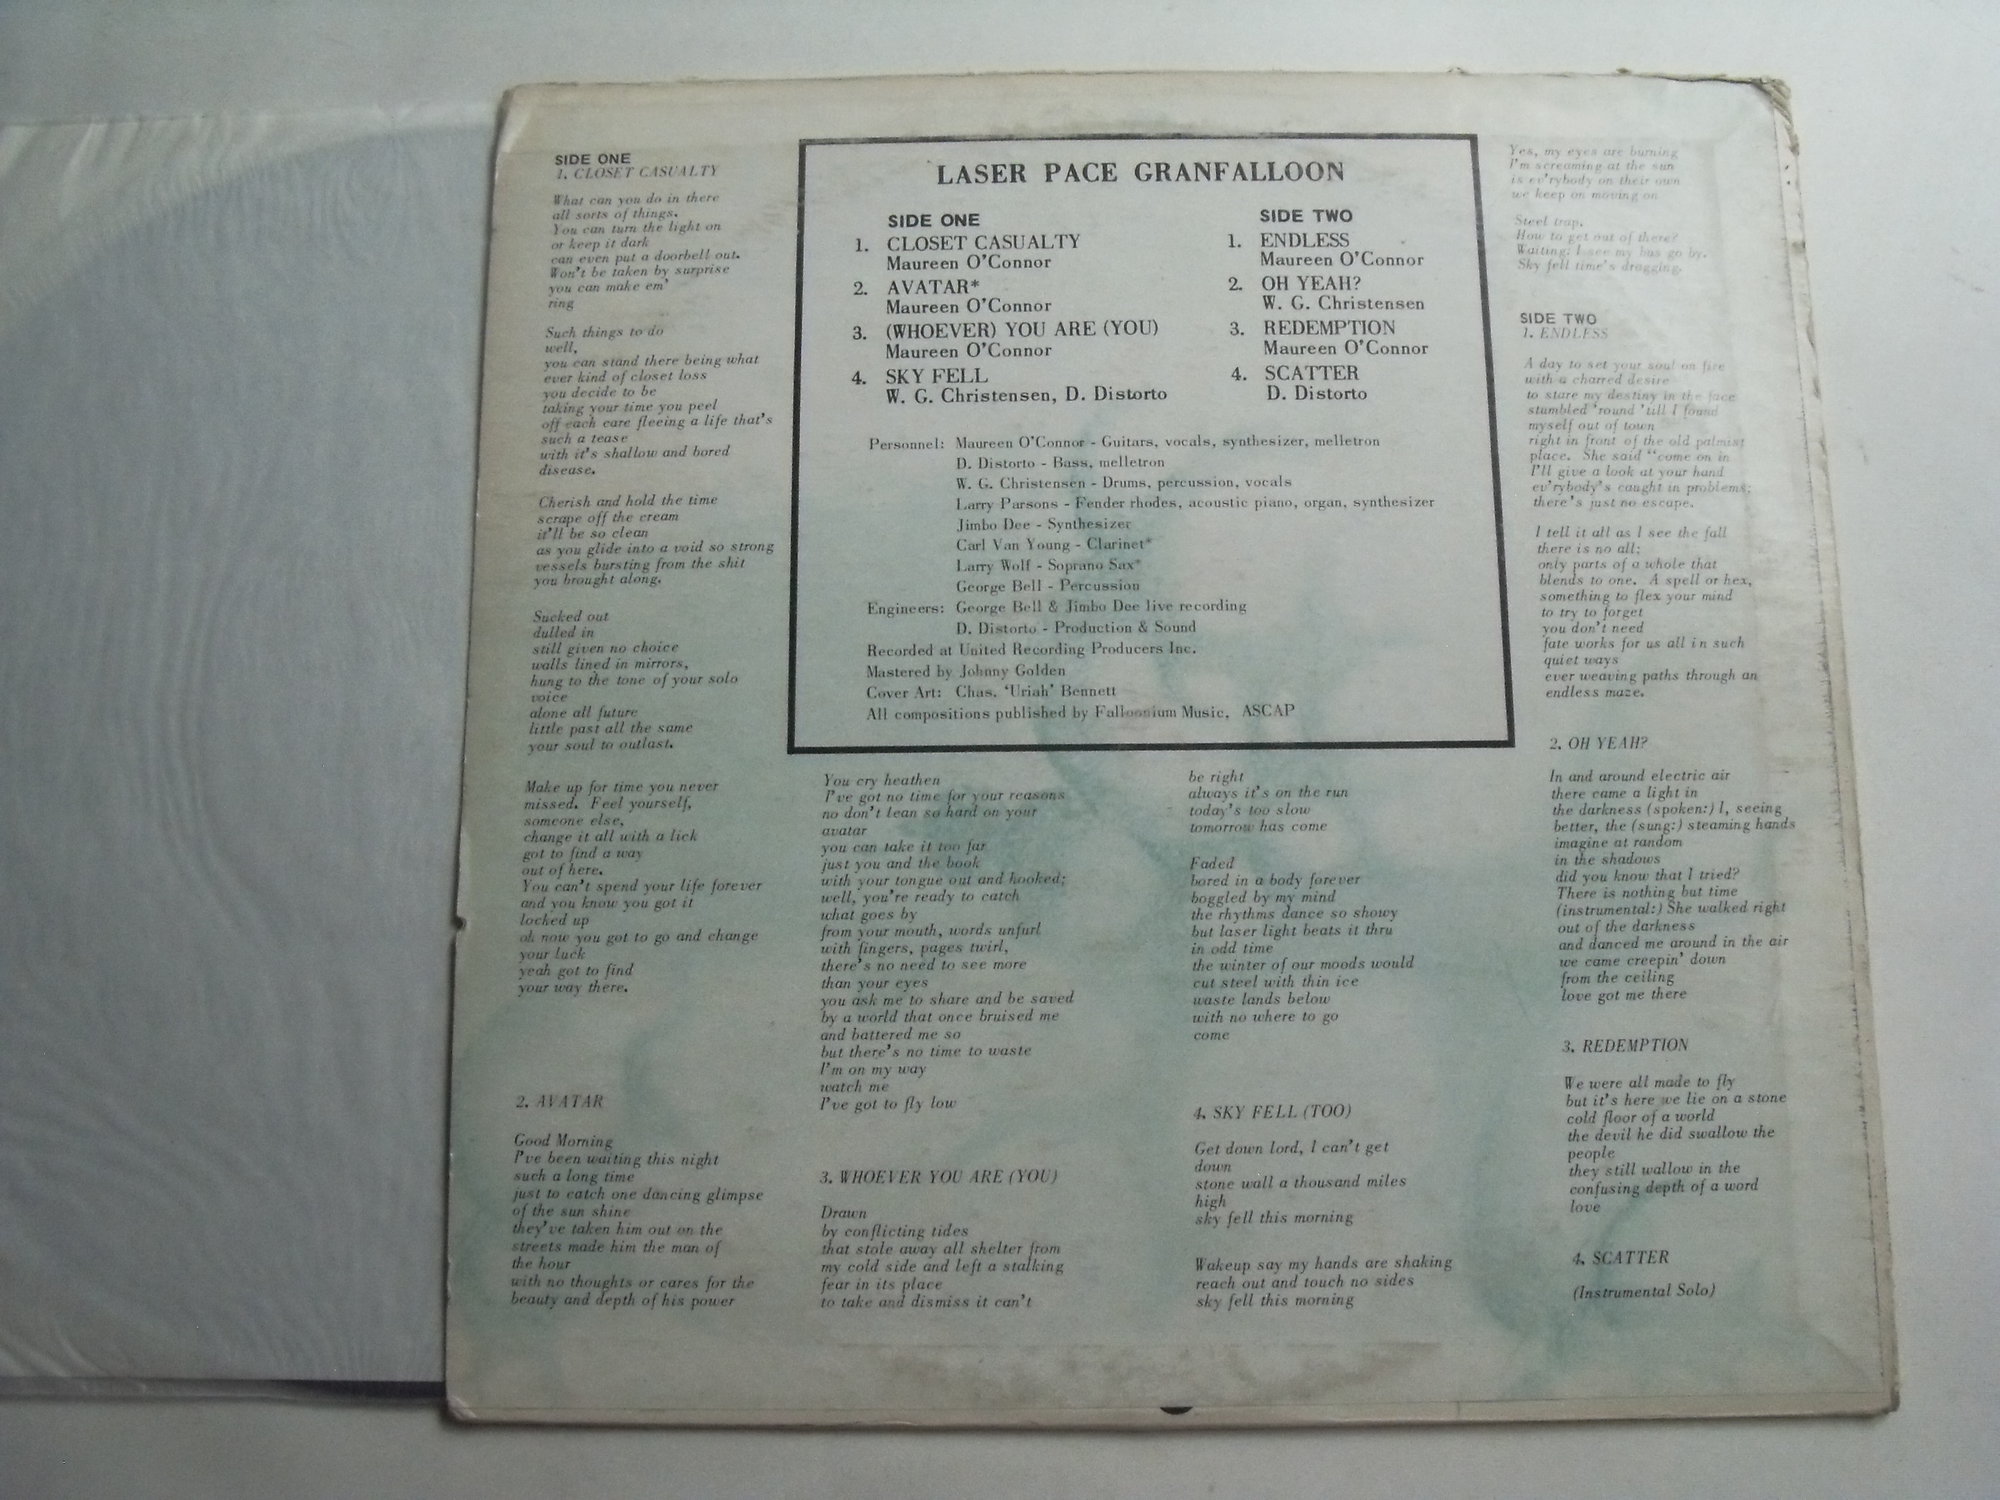 SIDE ONE
1. CLOSET CASUALTY
What can you do in there
all sorts of things.
You can turn the light on
or keep it dark
can even put a doorbell out.
Won't be taken by surprise
you can make em'
ring
Such things to do
well,
you can stand there being what
ever kind of closet loss
you decide to be
taking your time you peel
off each care fleeing a life that's
such a tease
with it's shallow and bored
disease.
Cherish and hold the time
scrape off the cream
it'll be so clean
as you glide into a void so strong
vessels bursting from the shit
you brought along.
Sucked out
dulled in
still given no choice
walls lined in mirrors,
hung to the tone of your solo
voice
alone all future
little past all the same
your soul to outlast.
Make up for time you never
missed. Feel yourself,
someone else,
change it all with a lick
got to find a way
out of here.
You can't spend your life forever
and you know you got it
locked up
oh now you got to go and change
your luck
yeah got to find
your way there.
2. AVATAR
Good Morning
I've been waiting this night
such a long time
just to catch one dancing glimpse
of the sun shine
they've taken him out on the
streets made him the man of
the hour
with no thoughts or cares for the
beauty and depth of his power
LASER PACE GRANFALLOON
SIDE ONE
1. CLOSET CASUALTY
Maureen O'Connor
2. AVATAR*
Maureen O'Connor
3. (WHOEVER) YOU ARE (YOU)
Maureen O'Connor
4. SKY FELL
W. G. Christensen, D. Distorto
SIDE TWO
1. ENDLESS
Maureen O'Connor
2. OH YEAH?
W. G. Christensen
3. REDEMPTION
Maureen O'Connor
4. SCATTER
D. Distorto
Personnel: Maureen O'Connor - Guitars, vocals, synthesizer, melletron
D. Distorto - Bass, melletron
W. G. Christensen - Drums, percussion, vocals
Larry Parsons - Fender rhodes, acoustic piano, organ, synthesizer
Jimbo Dee - Synthesizer
Carl Van Young - Clarinet*
Larry Wolf - Soprano Sax*
George Bell - Percussion
Engineers: George Bell & Jimbo Dee live recording
D. Distorto - Production & Sound
Recorded at United Recording Producers Inc.
Mastered by Johnny Golden
Cover Art: Chas. 'Uriah' Bennett
All compositions published by Falloonium Music, ASCAP
You cry heathen
I've got no time for your reasons
no don't lean so hard on your
avatar
you can take it too far
just you and the book
with your tongue out and hooked;
well, you're ready to catch
what goes by
from your mouth, words unfurl
with fingers, pages twirl,
there's no need to see more
than your eyes
you ask me to share and be saved
by a world that once bruised me
and battered me so
but there's no time to waste
I'm on my way
watch me
I've got to fly low
3. WHOEVER YOU ARE (YOU)
Drawn
by conflicting tides
that stole away all shelter from
my cold side and left a stalking
fear in its place
to take and dismiss it can't
be right
always it's on the run
today's too slow
tomorrow has come
Faded
bored in a body forever
boggled by my mind
the rhythms dance so showy
but laser light beats it thru
in odd time
the winter of our moods would
cut steel with thin ice
waste lands below
with no where to go
come
4. SKY FELL (TOO)
Get down lord, I can't get
down
stone wall a thousand miles
high
sky fell this morning
Wakeup say my hands are shaking
reach out and touch no sides
sky fell this morning
Yes, my eyes are burning
I'm screaming at the sun
is ev'rybody on their own
we keep on moving on
Steel trap,
How to get out of there?
Waiting; I see my bus go by.
Sky fell time's dragging.
SIDE TWO
1. ENDLESS
A day to set your soul on fire
with a charred desire
to stare my destiny in the face
stumbled 'round 'till I found
myself out of town
right in front of the old palmist
place. She said "come on in
I'll give a look at your hand
ev'rybody's caught in problems;
there's just no escape.
I tell it all as I see the fall
there is no all;
only parts of a whole that
blends to one. A spell or hex,
something to flex your mind
to try to forget
you don't need
fate works for us all in such
quiet ways
ever weaving paths through an
endless maze.
2. OH YEAH?
In and around electric air
there came a light in
the darkness (spoken:) I, seeing
better, the (sung:) steaming hands
imagine at random
in the shadows
did you know that I tried?
There is nothing but time
(instrumental:) She walked right
out of the darkness
and danced me around in the air
we came creepin' down
from the ceiling
love got me there
3. REDEMPTION
We were all made to fly
but it's here we lie on a stone
cold floor of a world
the devil he did swallow the
people
they still wallow in the
confusing depth of a word
love
4. SCATTER
(Instrumental Solo)